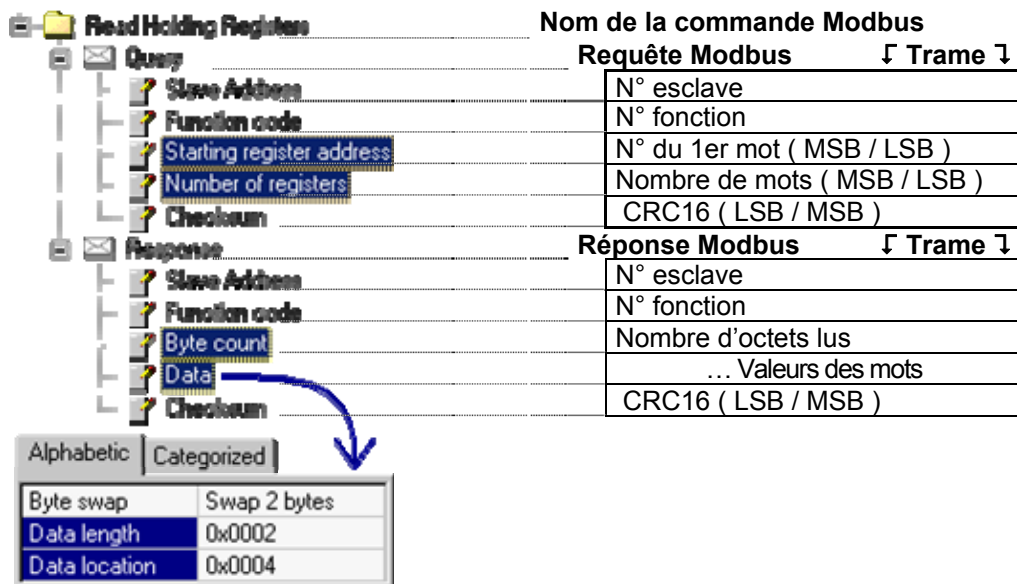 Read Holding Registers Nom de la commande Modbus
Query Requête Modbus Trame
Slave Address N° esclave
Function code N° fonction
Starting register address N° du 1er mot ( MSB / LSB )
Number of registers Nombre de mots ( MSB / LSB )
Checksum CRC16 ( LSB / MSB )
Response Réponse Modbus Trame
Slave Address N° esclave
Function code N° fonction
Byte count Nombre d’octets lus
Data … Valeurs des mots
Checksum CRC16 ( LSB / MSB )
Alphabetic Categorized
Byte swap Swap 2 bytes
Data length 0x0002
Data location 0x0004